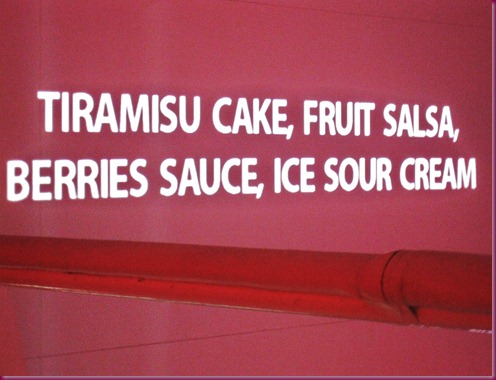 TIRAMISU CAKE, FRUIT SALSA,
BERRIES SAUCE, ICE SOUR CREAM